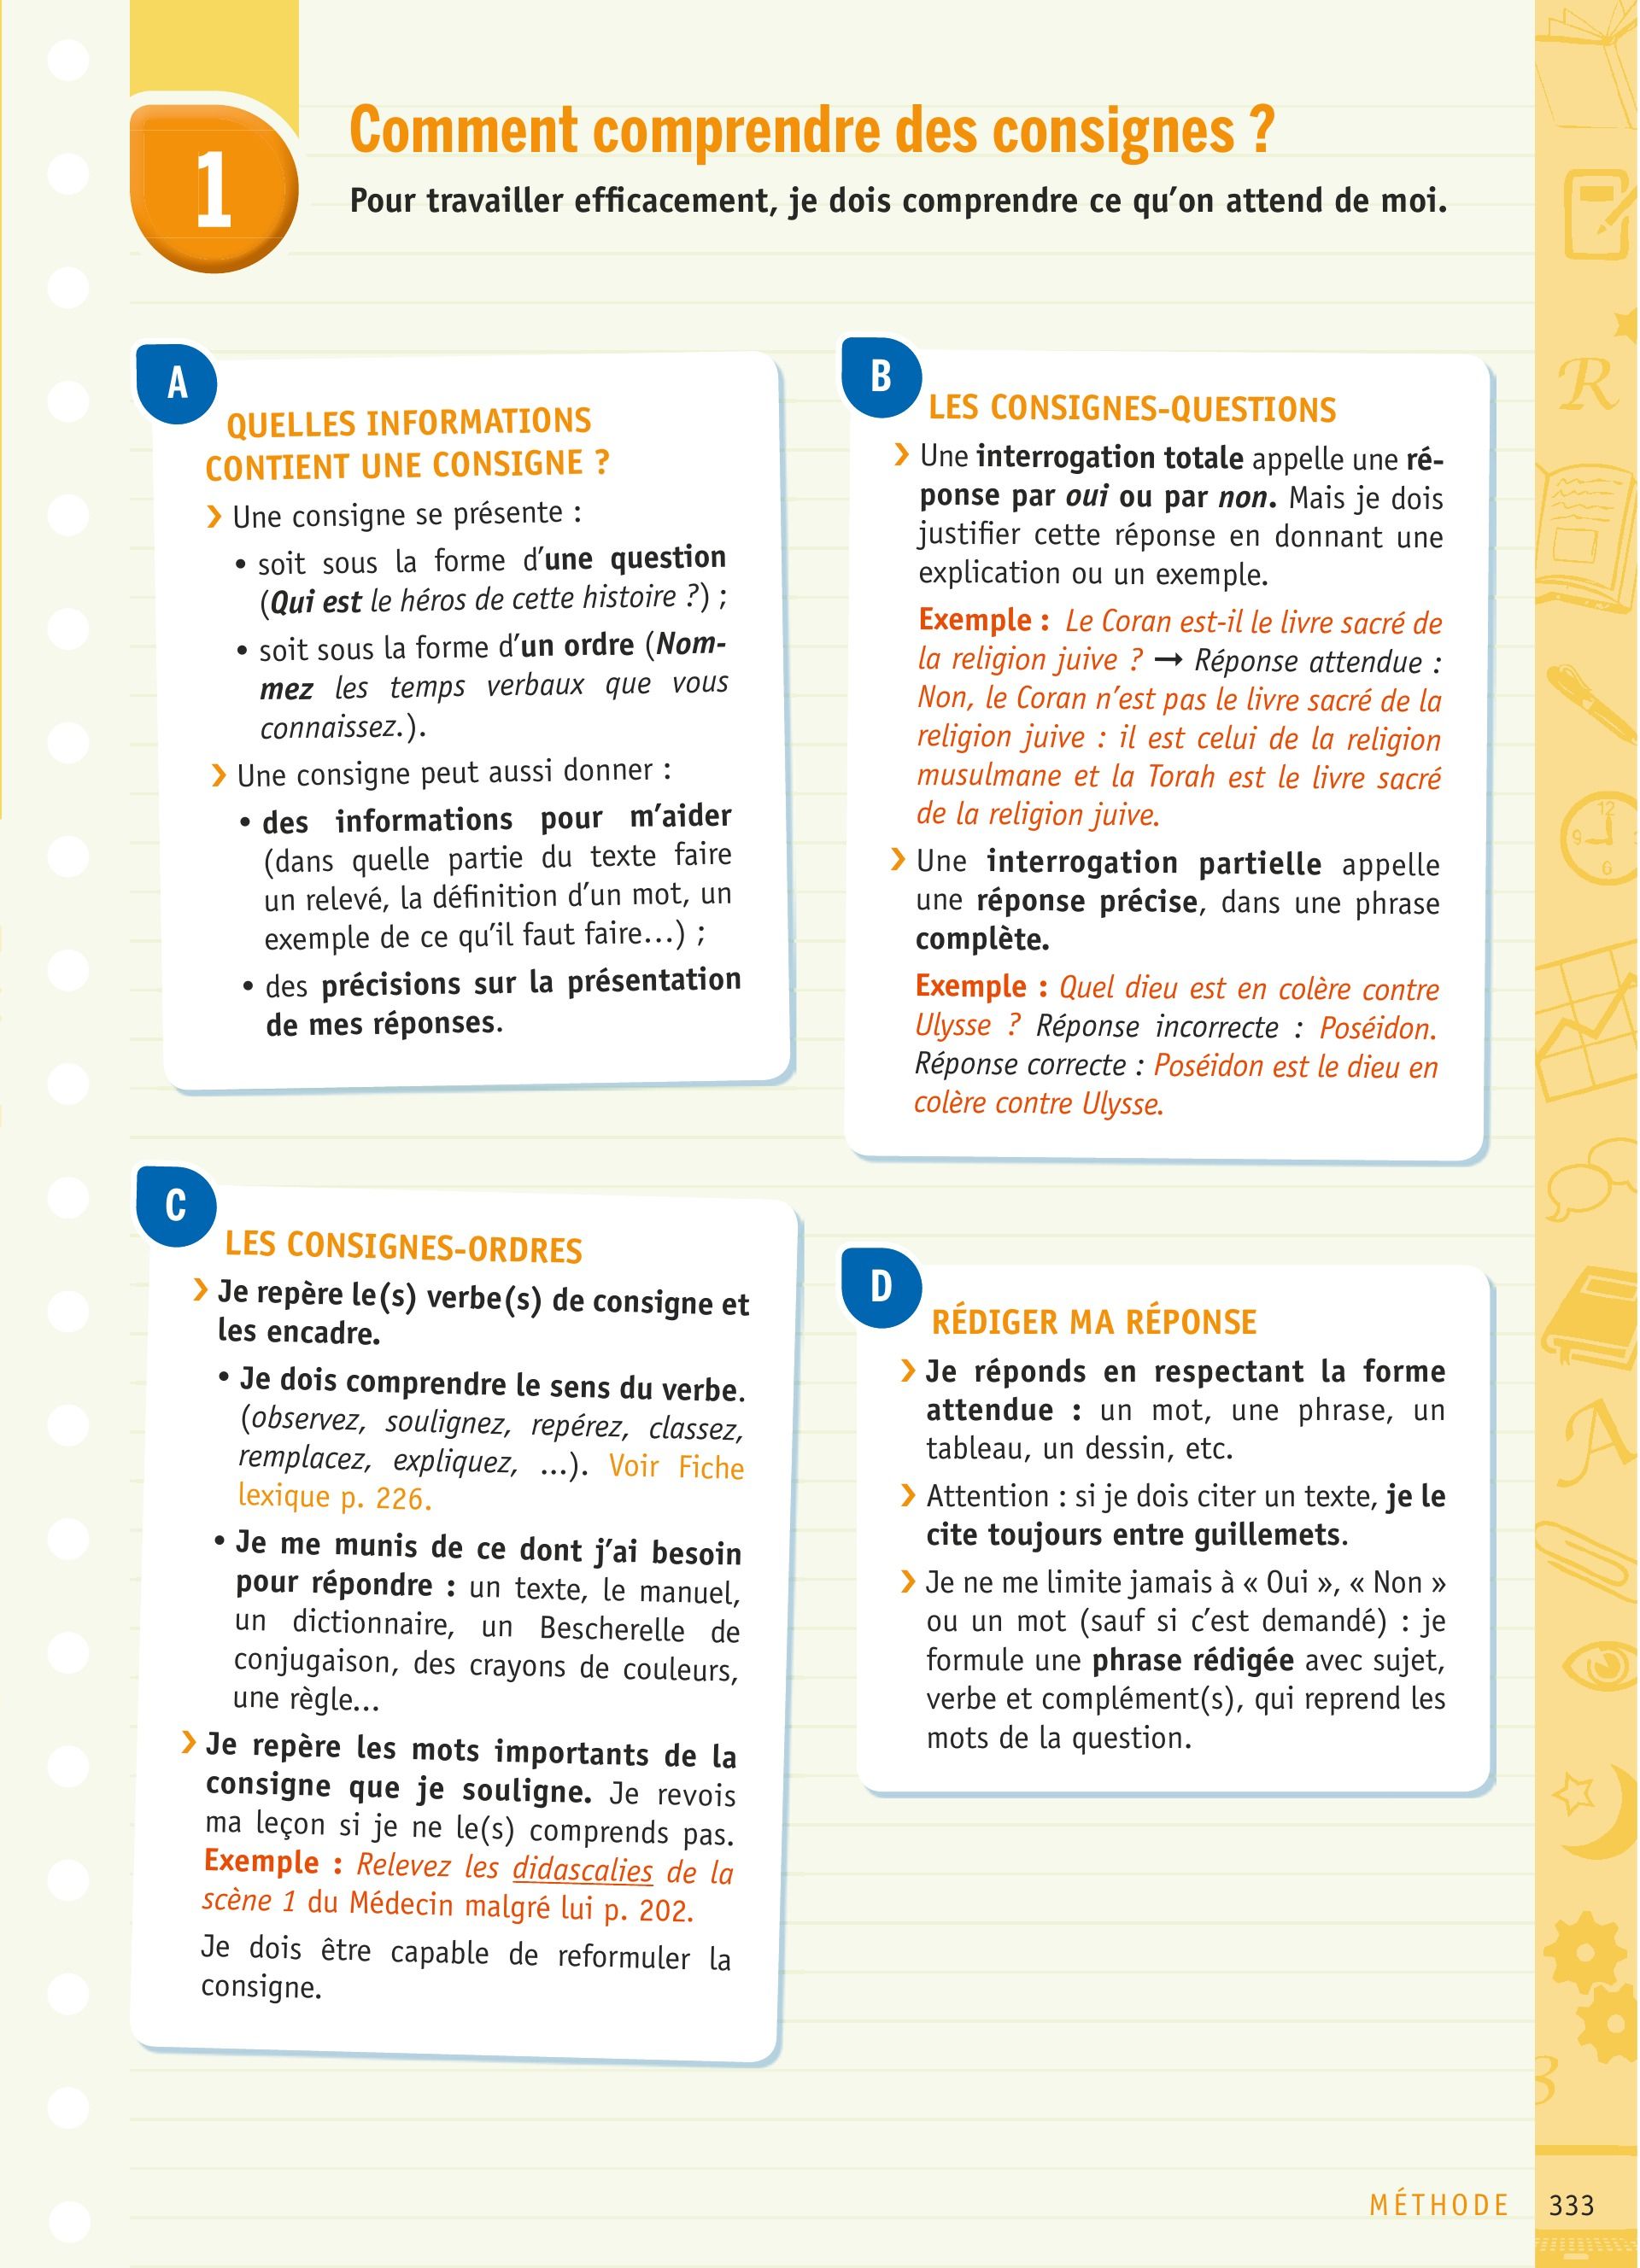 1
Comment comprendre des consignes ?
Pour travailler efficacement, je dois comprendre ce qu'on attend de moi.
A
QUELLES INFORMATIONS
CONTIENT UNE CONSIGNE ?
› Une consigne se présente :
• soit sous la forme d'une question
(Qui est le héros de cette histoire ?) ;
• soit sous la forme d'un ordre (Nom-
mez les temps verbaux que vous
connaissez.).
› Une consigne peut aussi donner :
• des informations pour m'aider
(dans quelle partie du texte faire
un relevé, la définition d'un mot, un
exemple de ce qu'il faut faire…) ;
• des précisions sur la présentation
de mes réponses.
B
LES CONSIGNES-QUESTIONS
› Une interrogation totale appelle une ré-
ponse par oui ou par non. Mais je dois
justifier cette réponse en donnant une
explication ou un exemple.
Exemple : Le Coran est-il le livre sacré de
la religion juive ? → Réponse attendue :
Non, le Coran n'est pas le livre sacré de la
religion juive : il est celui de la religion
musulmane et la Torah est le livre sacré
de la religion juive.
› Une interrogation partielle appelle
une réponse précise, dans une phrase
complète.
Exemple : Quel dieu est en colère contre
Ulysse ? Réponse incorrecte : Poséidon.
Réponse correcte : Poséidon est le dieu en
colère contre Ulysse.
C
LES CONSIGNES-ORDRES
› Je repère le(s) verbe(s) de consigne et
les encadre.
• Je dois comprendre le sens du verbe.
(observez, soulignez, repérez, classez,
remplacez, expliquez, …). Voir Fiche
lexique p. 226.
• Je me munis de ce dont j'ai besoin
pour répondre : un texte, le manuel,
un dictionnaire, un Bescherelle de
conjugaison, des crayons de couleurs,
une règle…
› Je repère les mots importants de la
consigne que je souligne. Je revois
ma leçon si je ne le(s) comprends pas.
Exemple : Relevez les didascalies de la
scène 1 du Médecin malgré lui p. 202.
Je dois être capable de reformuler la
consigne.
D
RÉDIGER MA RÉPONSE
› Je réponds en respectant la forme
attendue : un mot, une phrase, un
tableau, un dessin, etc.
› Attention : si je dois citer un texte, je le
cite toujours entre guillemets.
› Je ne me limite jamais à « Oui », « Non »
ou un mot (sauf si c'est demandé) : je
formule une phrase rédigée avec sujet,
verbe et complément(s), qui reprend les
mots de la question.
R
12
9
6
A
B
MÉTHODE 333